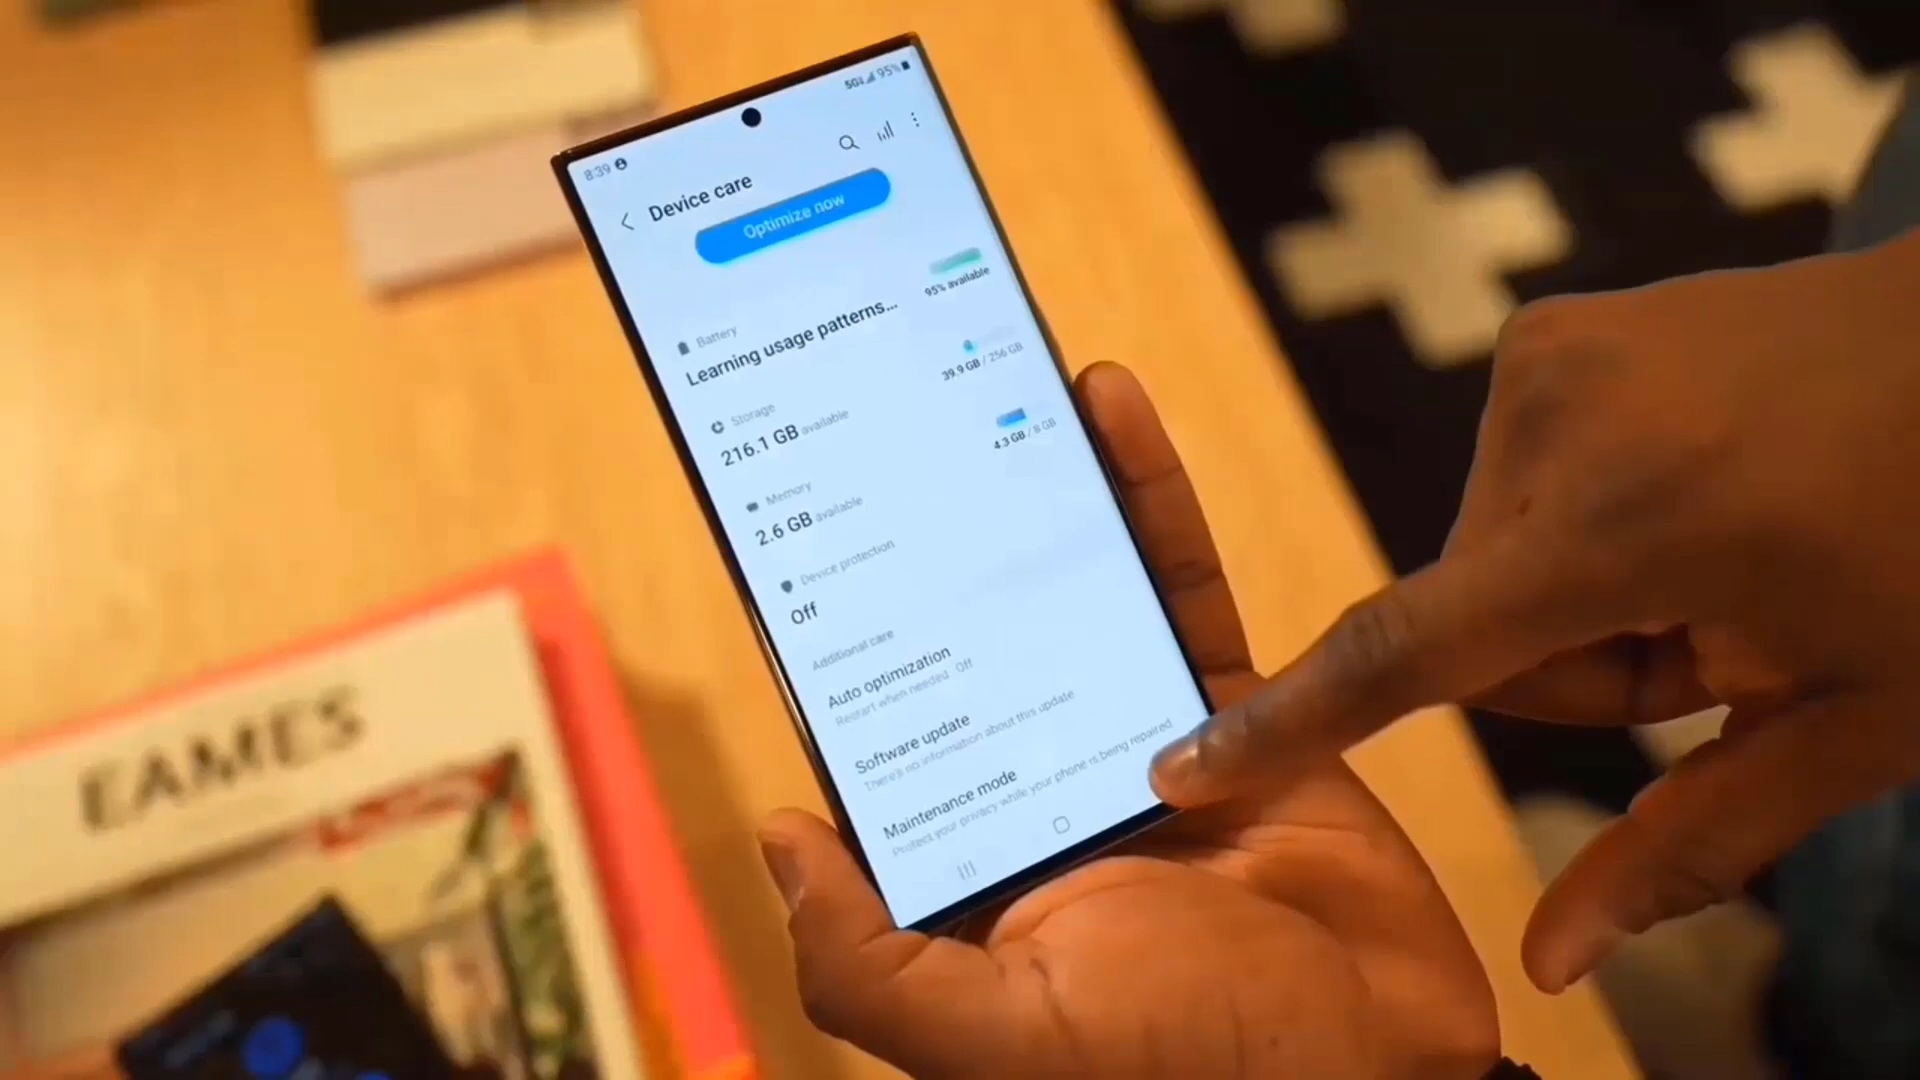 8:39
5G 95%
Device care
Optimize now
Battery
Learning usage patterns...
95% available
Storage
216.1 GB available
39.9 GB / 256 GB
Memory
2.6 GB available
4.3 GB / 8 GB
Device protection
Off
Additional care
Auto optimization
Restart when needed : Off
Software update
There's no information about this update
Maintenance mode
Protect your privacy while your phone is being repaired.
EAMES